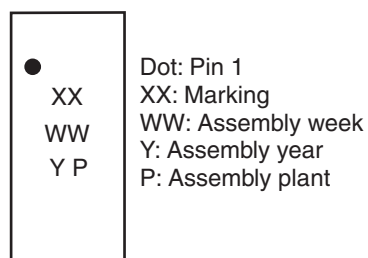 XX
WW
Y P
Dot: Pin 1
XX: Marking
WW: Assembly week
Y: Assembly year
P: Assembly plant